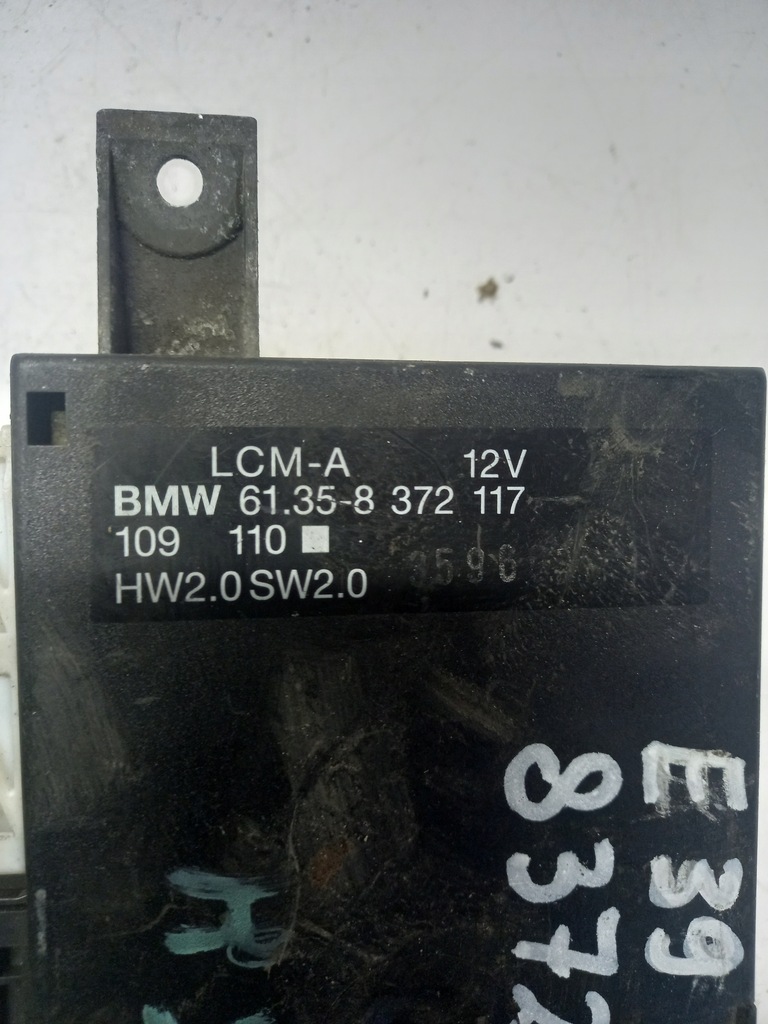 LCM-A 12V
BMW 61.35-8 372 117
109 110
HW2.0 SW2.0
E39
8372